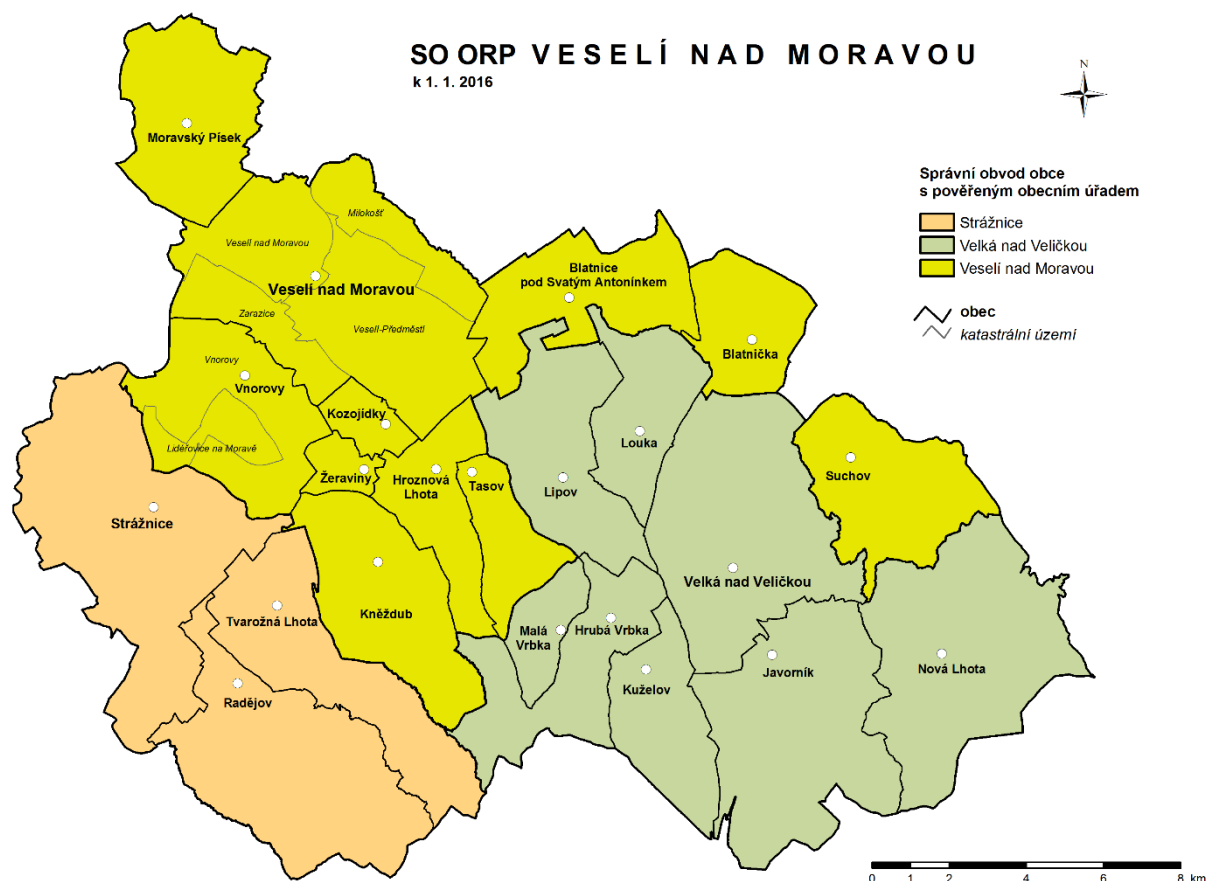 SO ORP VESELÍ NAD MORAVOU
k 1. 1. 2016
N
Správní obvod obce
s pověřeným obecním úřadem
Strážnice
Velká nad Veličkou
Veselí nad Moravou
obec
katastrální území
Moravský Písek
Milokošť
Veselí nad Moravou
Veselí nad Moravou
Zarazice
Veselí-Předměstí
Blatnice
pod Svatým Antonínkem
Blatnička
Vnorovy
Vnorovy
Lidéřovice na Moravě
Kozojídky
Žeraviny
Hroznová
Lhota
Tasov
Louka
Lipov
Suchov
Strážnice
Velká nad Veličkou
Kněždub
Tvarožná Lhota
Malá
Vrbka
Hrubá Vrbka
Radějov
Kuželov
Javorník
Nová Lhota
0 1 2 4 6 8 km